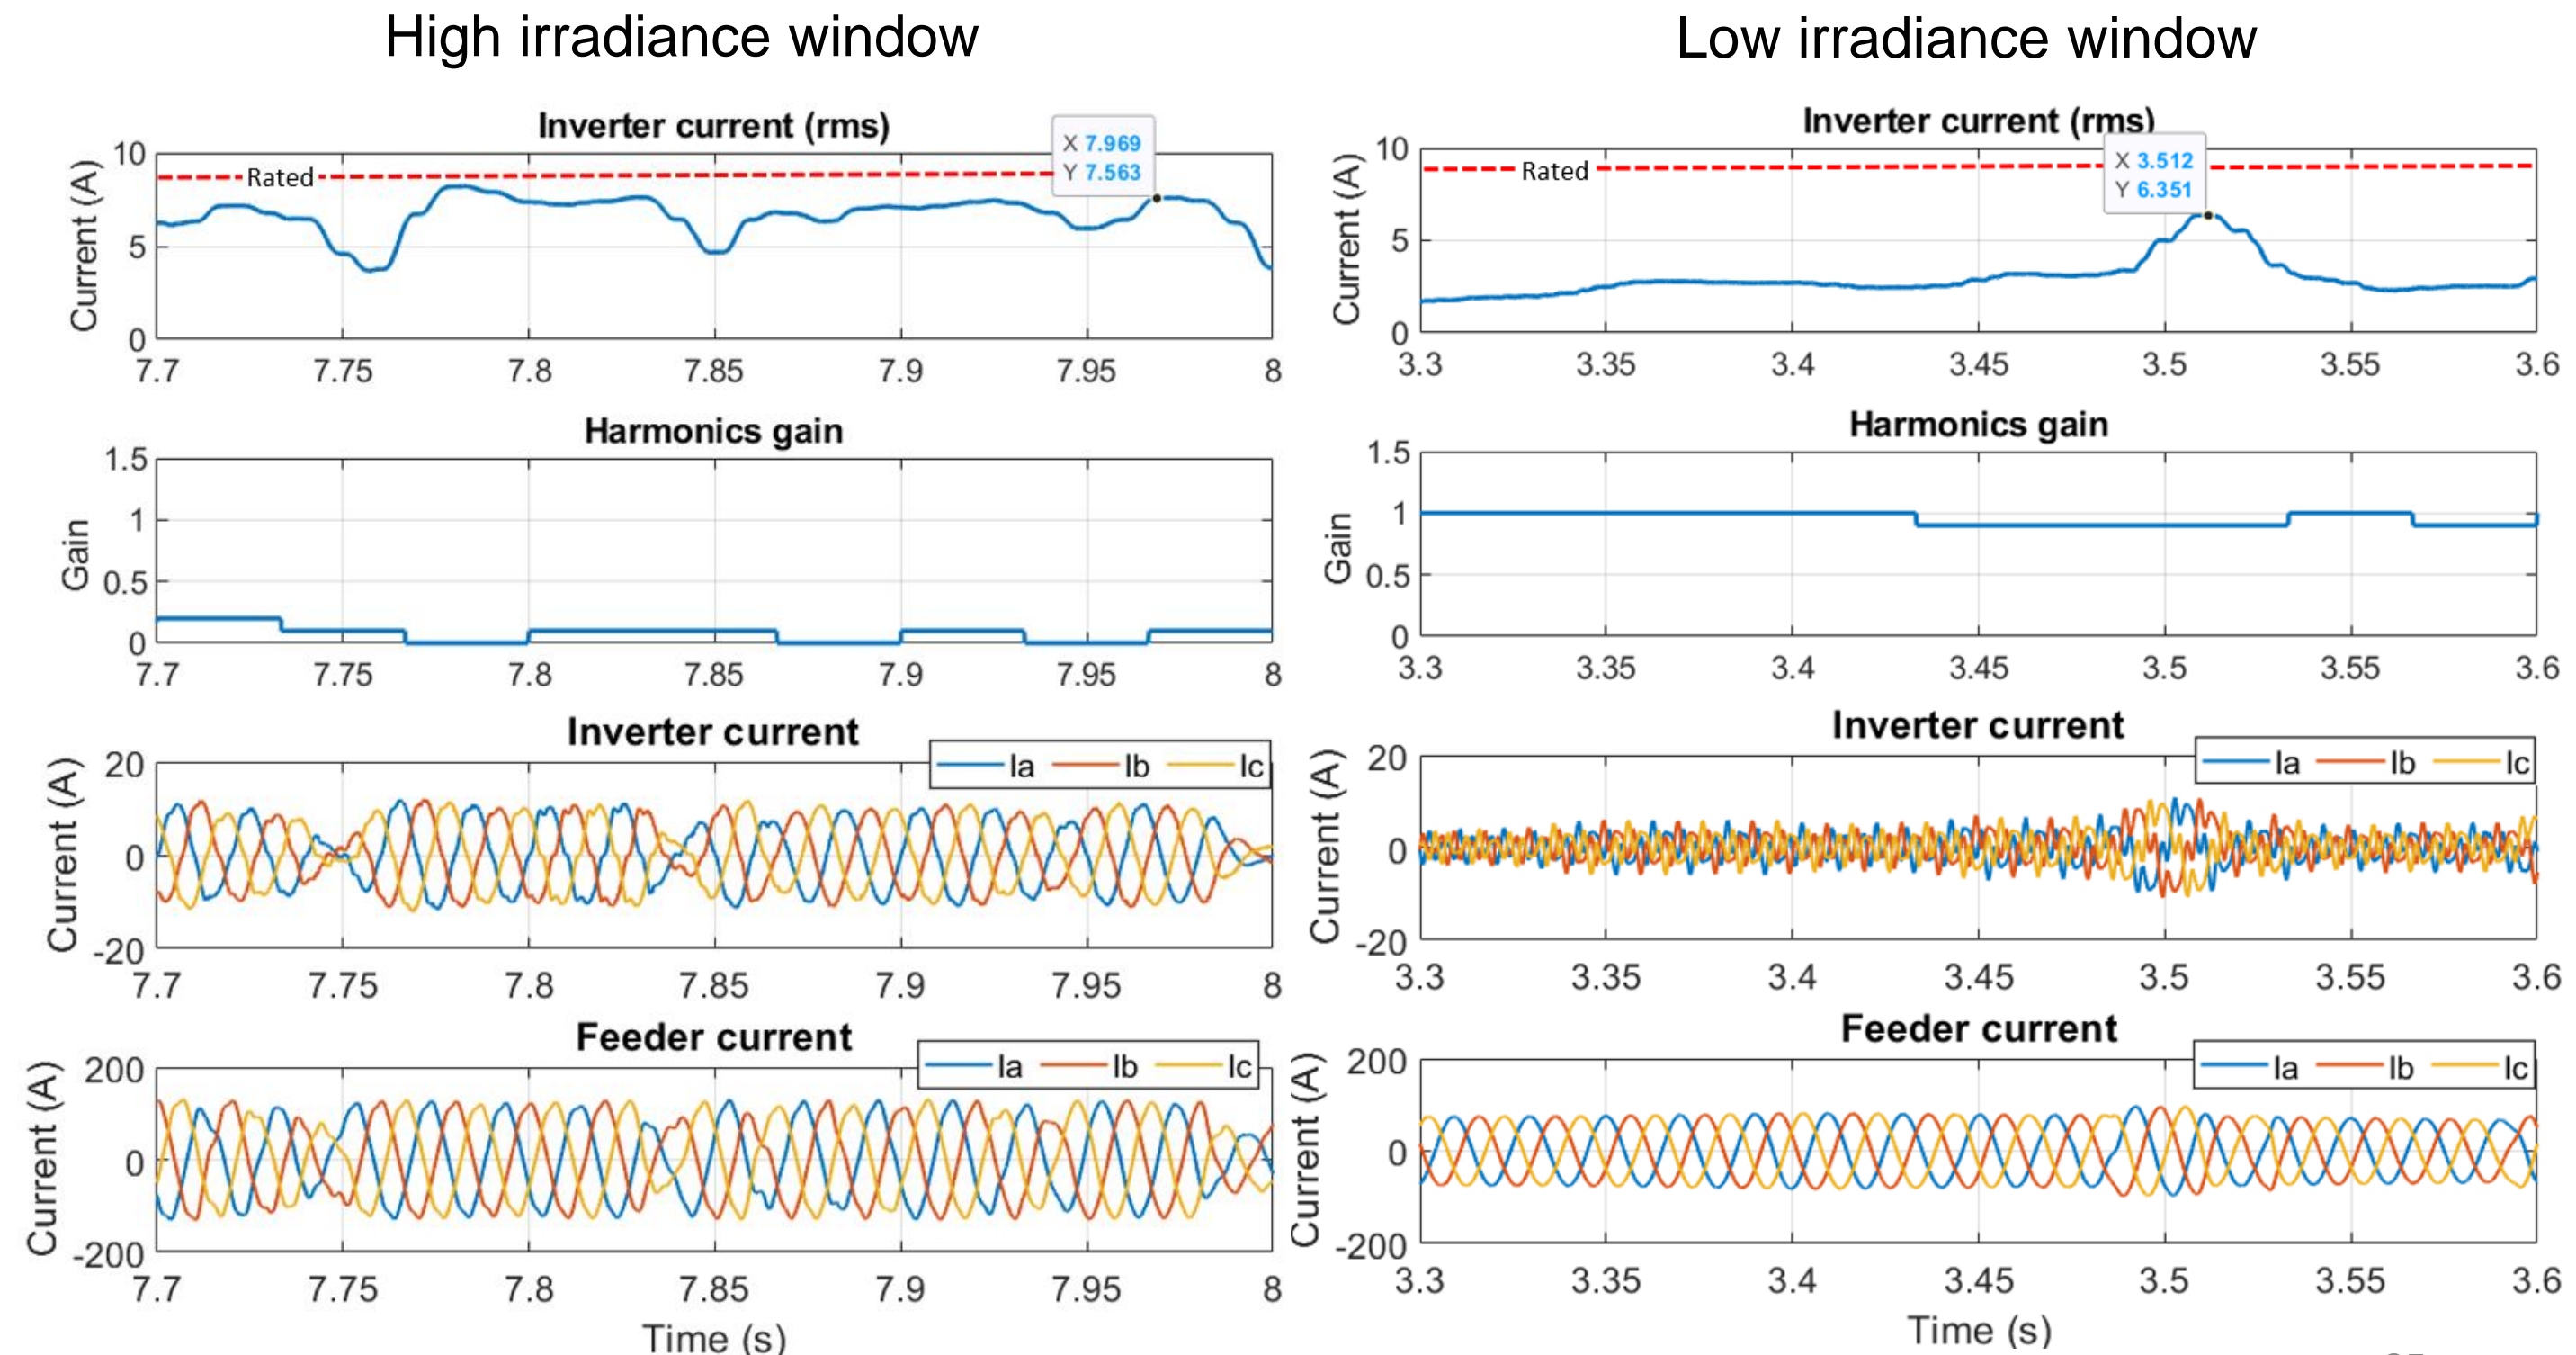 High irradiance window
Inverter current (rms)
X 7.969
Y 7.563
Rated
Current (A)
10
5
0
7.7 7.75 7.8 7.85 7.9 7.95 8
Harmonics gain
Gain
1.5
1
0.5
0
7.7 7.75 7.8 7.85 7.9 7.95 8
Inverter current
Ia Ib Ic
Current (A)
20
0
-20
7.7 7.75 7.8 7.85 7.9 7.95 8
Feeder current
Ia Ib Ic
Current (A)
200
0
-200
7.7 7.75 7.8 7.85 7.9 7.95 8
Time (s)
Low irradiance window
Inverter current (rms)
X 3.512
Y 6.351
Rated
Current (A)
10
5
0
3.3 3.35 3.4 3.45 3.5 3.55 3.6
Harmonics gain
Gain
1.5
1
0.5
0
3.3 3.35 3.4 3.45 3.5 3.55 3.6
Inverter current
Ia Ib Ic
Current (A)
20
0
-20
3.3 3.35 3.4 3.45 3.5 3.55 3.6
Feeder current
Ia Ib Ic
Current (A)
200
0
-200
3.3 3.35 3.4 3.45 3.5 3.55 3.6
Time (s)